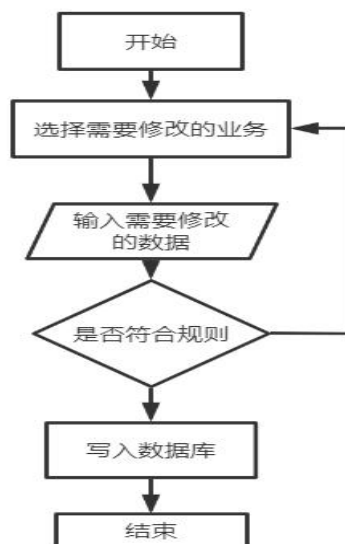 开始
选择需要修改的业务
输入需要修改
的数据
是否符合规则
写入数据库
结束